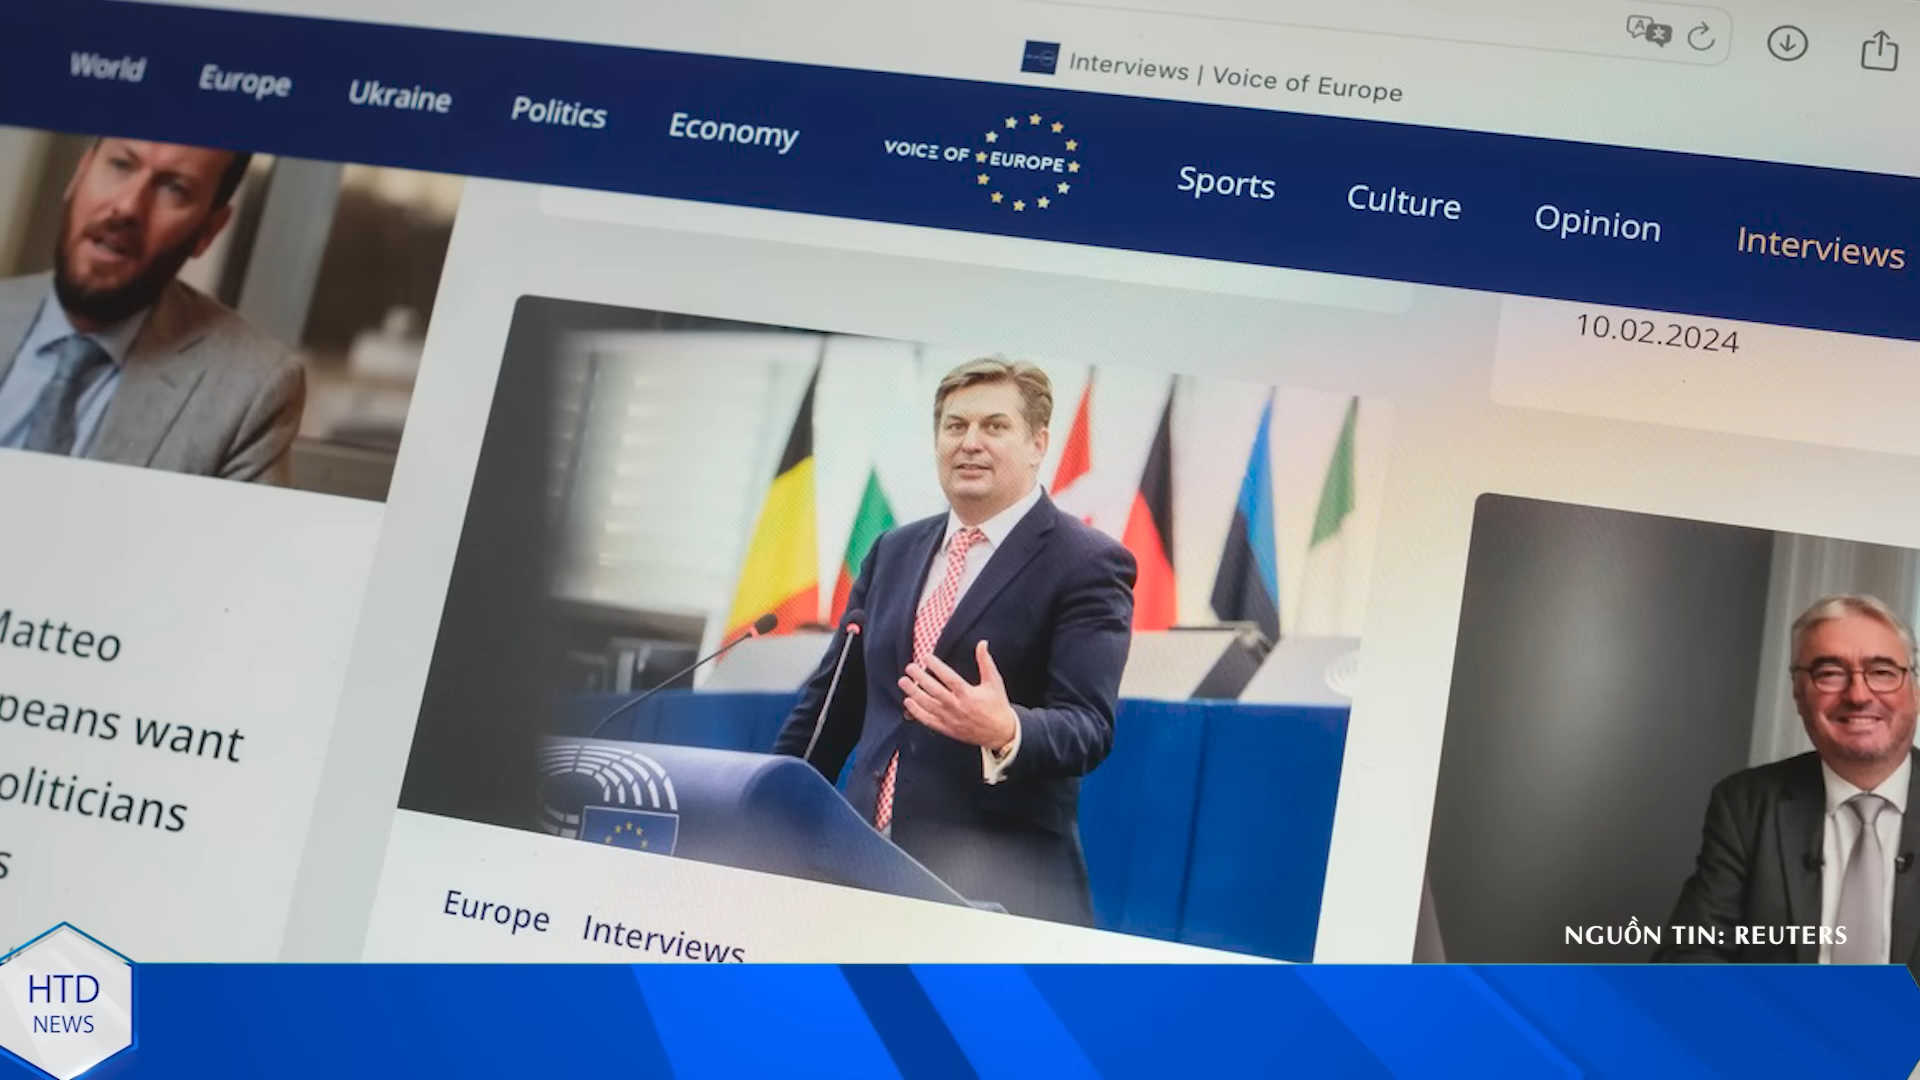 Interviews | Voice of Europe
World
Europe
Ukraine
Politics
Economy
VOICE OF EUROPE
Sports
Culture
Opinion
Interviews
10.02.2024
Matteo
peans want
oliticians
s
Europe Interviews
NGUỒN TIN: REUTERS
HTD
NEWS